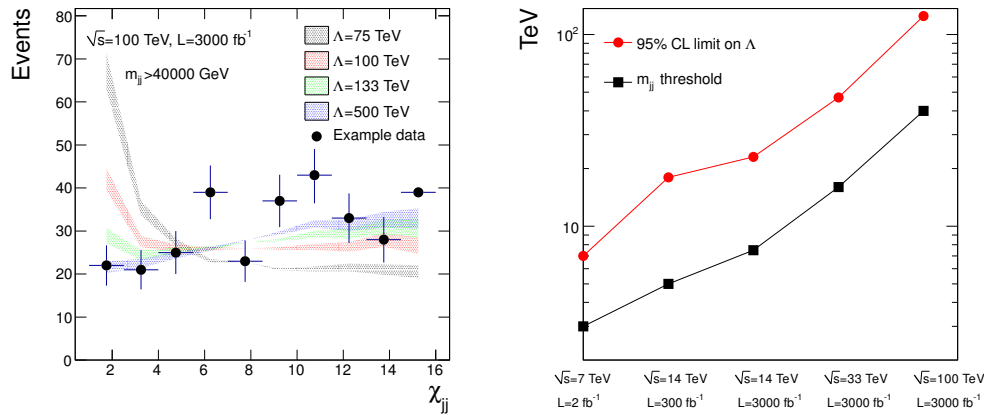 Events
80
70
60
50
40
30
20
10
0
√s=100 TeV, L=3000 fb⁻¹
m_jj>40000 GeV
Λ=75 TeV
Λ=100 TeV
Λ=133 TeV
Λ=500 TeV
Example data
2 4 6 8 10 12 14 16
χ_jj
TeV
10²
10
95% CL limit on Λ
m_jj threshold
√s=7 TeV √s=14 TeV √s=14 TeV √s=33 TeV √s=100 TeV
L=2 fb⁻¹ L=300 fb⁻¹ L=3000 fb⁻¹ L=3000 fb⁻¹ L=3000 fb⁻¹